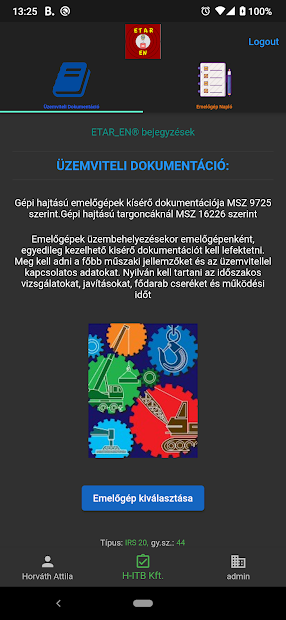 13:25 B. 100%
ETAR
EN
Logout
Üzemviteli Dokumentáció
Emelőgép Napló
ETAR_EN® bejegyzések
ÜZEMVITELI DOKUMENTÁCIÓ:
Gépi hajtású emelőgépek kísérő dokumentációja MSZ 9725
szerint.Gépi hajtású targoncáknál MSZ 16226 szerint
Emelőgépek üzembehelyezésekor emelőgépenként,
egyedileg kezelhető kisérő dokumentációt kell lefektetni.
Meg kell adni a főbb műszaki jellemzőket és az üzemvitellel
kapcsolatos adatokat. Nyilván kell tartani az időszakos
vizsgálatokat, javításokat, fődarab cseréket és működési
időt
Emelőgép kiválasztása
Típus: IRS 20, gy.sz.: 44
Horváth Attila
H-ITB Kft.
admin